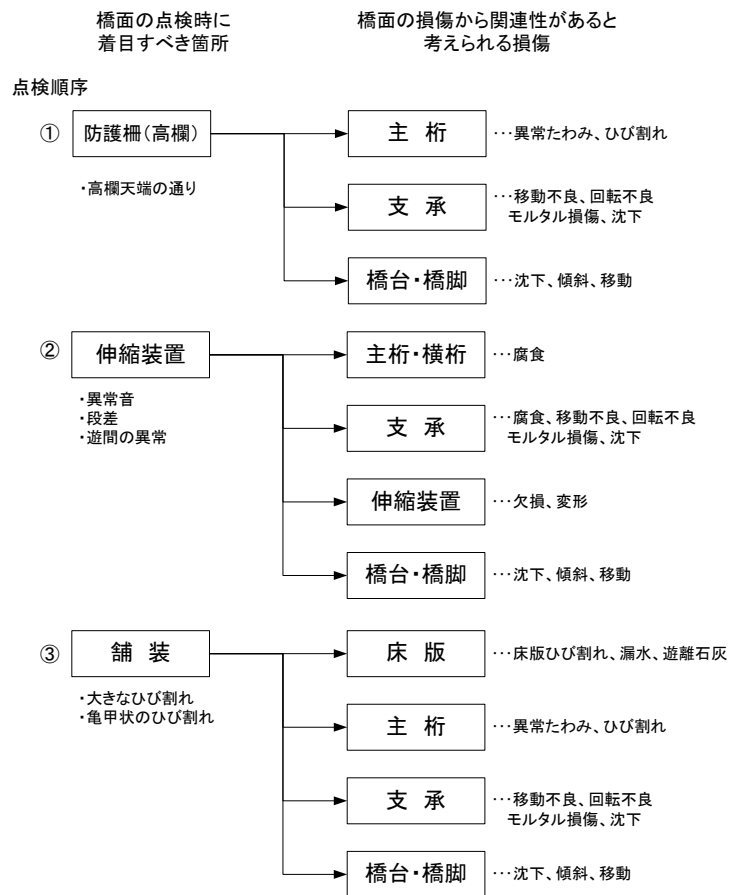 橋面の点検時に
着目すべき箇所
橋面の損傷から関連性があると
考えられる損傷
点検順序
① 防護柵(高欄)
・高欄天端の通り
主 桁 …異常たわみ、ひび割れ
支 承 …移動不良、回転不良
モルタル損傷、沈下
橋台・橋脚 …沈下、傾斜、移動
② 伸縮装置
・異常音
・段差
・遊間の異常
主桁・横桁 …腐食
支 承 …腐食、移動不良、回転不良
モルタル損傷、沈下
伸縮装置 …欠損、変形
橋台・橋脚 …沈下、傾斜、移動
③ 舗 装
・大きなひび割れ
・亀甲状のひび割れ
床 版 …床版ひび割れ、漏水、遊離石灰
主 桁 …異常たわみ、ひび割れ
支 承 …移動不良、回転不良
モルタル損傷、沈下
橋台・橋脚 …沈下、傾斜、移動